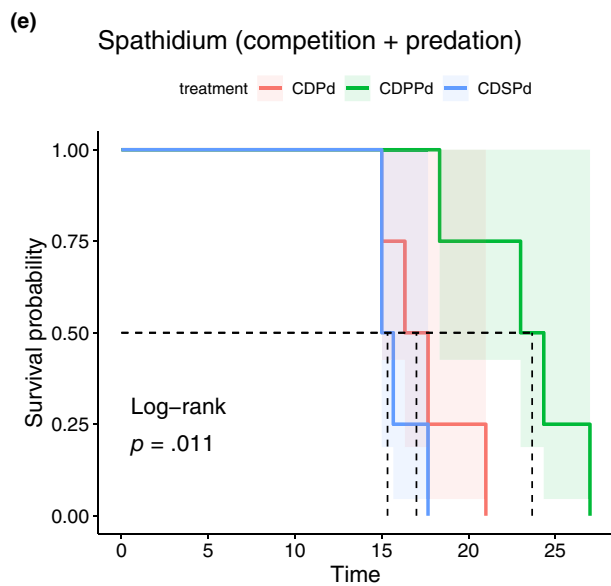 (e)
Spathidium (competition + predation)
treatment CDPd CDPPd CDSPd
1.00
0.75
0.50
0.25
0.00
Survival probability
Log−rank
p = .011
0 5 10 15 20 25
Time